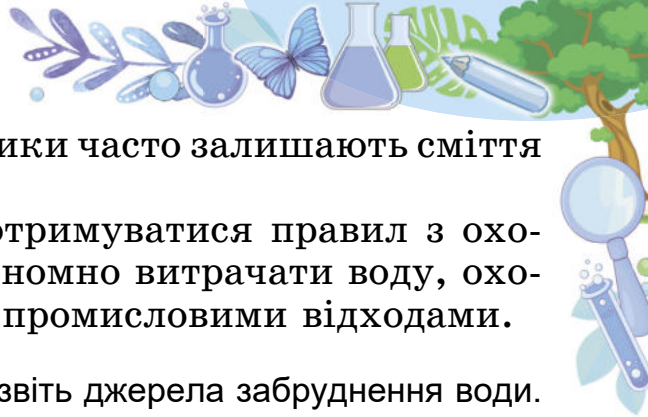 ики часто залишають сміття
отримуватися правил з охо-
номно витрачати воду, охо-
промисловими відходами.
звіть джерела забруднення води.